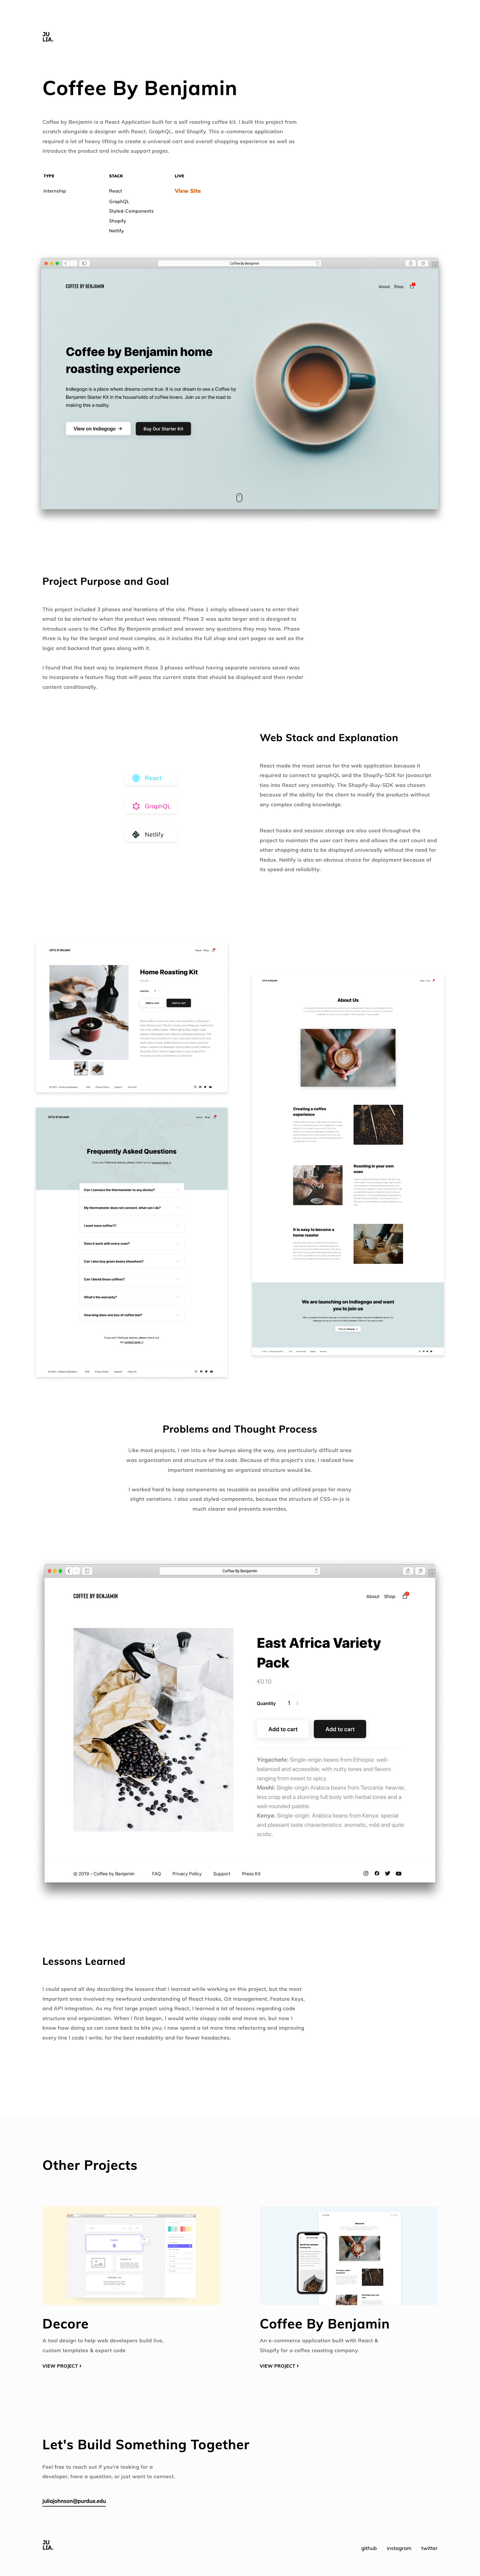 JU
LIA.
Coffee By Benjamin
Coffee by Benjamin is a React Application built for a self roasting coffee kit. I built this project from
scratch alongside a designer with React, GraphQL, and Shopify. This e-commerce application
required a lot of heavy lifting to create a universal cart and overall shopping experience as well as
introduce the product and include support pages.
TYPE
Internship
STACK
React
GraphQL
Styled-Components
Shopify
Netlify
LIVE
View Site
Coffee by Benjamin
COFFEE BY BENJAMIN
About Shop
Coffee by Benjamin home
roasting experience
Indiegogo is a place where dreams come true. It is our dream to see a Coffee by
Benjamin Starter Kit in the households of coffee lovers. Join us on the road to
making this a reality.
View on Indiegogo →
Buy Our Starter Kit
Project Purpose and Goal
This project included 3 phases and iterations of the site. Phase 1 simply allowed users to enter their
email to be alerted to when the product was released. Phase 2 was quite larger and is designed to
introduce users to the Coffee By Benjamin product and answer any questions they may have. Phase
three is by far the largest and most complex, as it includes the full shop and cart pages as well as the
logic and backend that goes along with it.
I found that the best way to implement these 3 phases without having separate versions saved was
to incorporate a feature flag that will pass the current state that should be displayed and then render
content conditionally.
React
GraphQL
Netlify
Web Stack and Explanation
React made the most sense for the web application because it
required to connect to graphQL and the Shopify-SDK for javascript
ties into React very smoothly. The Shopify-Buy-SDK was chosen
because of the ability for the client to modify the products without
any complex coding knowledge.
React hooks and session storage are also used throughout the
project to maintain the user cart items and allows the cart count and
other shopping data to be displayed universally without the need for
Redux. Netlify is also an obvious choice for deployment because of
its speed and reliability.
COFFEE BY BENJAMIN
About Shop
Home Roasting Kit
Quantity 1
Add to cart
Add to cart
© 2019 - Coffee by Benjamin FAQ Privacy Policy Support Press Kit
COFFEE BY BENJAMIN
About Shop
Frequently Asked Questions
Can I connect the thermometer to any device?
My thermometer does not connect, what can I do?
I want more coffee!!!
Does it work with every oven?
Can I also buy green beans elsewhere?
Can I blend these coffees?
What's the warranty?
How long does one box of coffee last?
© 2019 - Coffee by Benjamin FAQ Privacy Policy Support Press Kit
About Us
Creating a coffee
experience
Roasting in your own
oven
It is easy to become a
home roaster
We are launching on Indiegogo and want
you to join us
Problems and Thought Process
Like most projects, I ran into a few bumps along the way, one particularly difficult area
was organization and structure of the code. Because of this project's size, I realized how
important maintaining an organized structure would be.
I worked hard to keep components as reusable as possible and utilized props for many
slight variations. I also used styled-components, because the structure of CSS-in-js is
much clearer and prevents overrides.
Coffee By Benjamin
COFFEE BY BENJAMIN
About Shop
East Africa Variety
Pack
€0.10
Quantity 1
Add to cart
Add to cart
Yirgachefe: Single-origin beans from Ethiopia: well-
balanced and accessible, with nutty tones and flavors
ranging from sweet to spicy.
Moshi: Single-origin Arabica beans from Tanzania: heavier,
less crisp and a stunning full body with herbal tones and a
well-rounded palette.
Kenya: Single-origin Arabica beans from Kenya: special
and pleasant taste characteristics: aromatic, mild and quite
acidic.
© 2019 - Coffee by Benjamin FAQ Privacy Policy Support Press Kit
Lessons Learned
I could spend all day describing the lessons that I learned while working on this project, but the most
important ones involved my newfound understanding of React Hooks, Git management, Feature Keys,
and API integration. As my first large project using React, I learned a lot of lessons regarding code
structure and organization. When I first began, I would write sloppy code and move on, but now I
know how doing so can come back to bite you; I now spend a lot more time refactoring and improving
every line I code I write, for the best readability and far fewer headaches.
Other Projects
Decore
A tool design to help web developers build live,
custom templates & export code
VIEW PROJECT ›
Coffee By Benjamin
An e-commerce application built with React &
Shopify for a coffee roasting company
VIEW PROJECT ›
Let's Build Something Together
Feel free to reach out if you're looking for a
developer, have a question, or just want to connect.
juliajohnson@purdue.edu
JU
LIA.
github instagram twitter